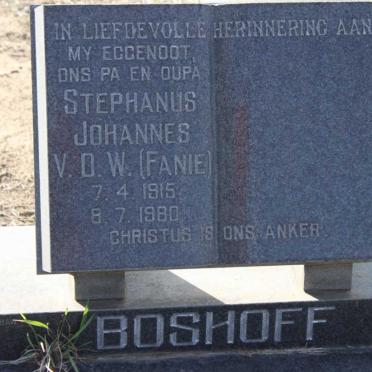 IN LIEFDEVOLLE HERINNERING AAN
MY EGGENOOT,
ONS PA EN OUPA
STEPHANUS
JOHANNES
V.D.W. (FANIE)
7.4.1915
8.7.1980
CHRISTUS IS ONS ANKER.
BOSHOFF